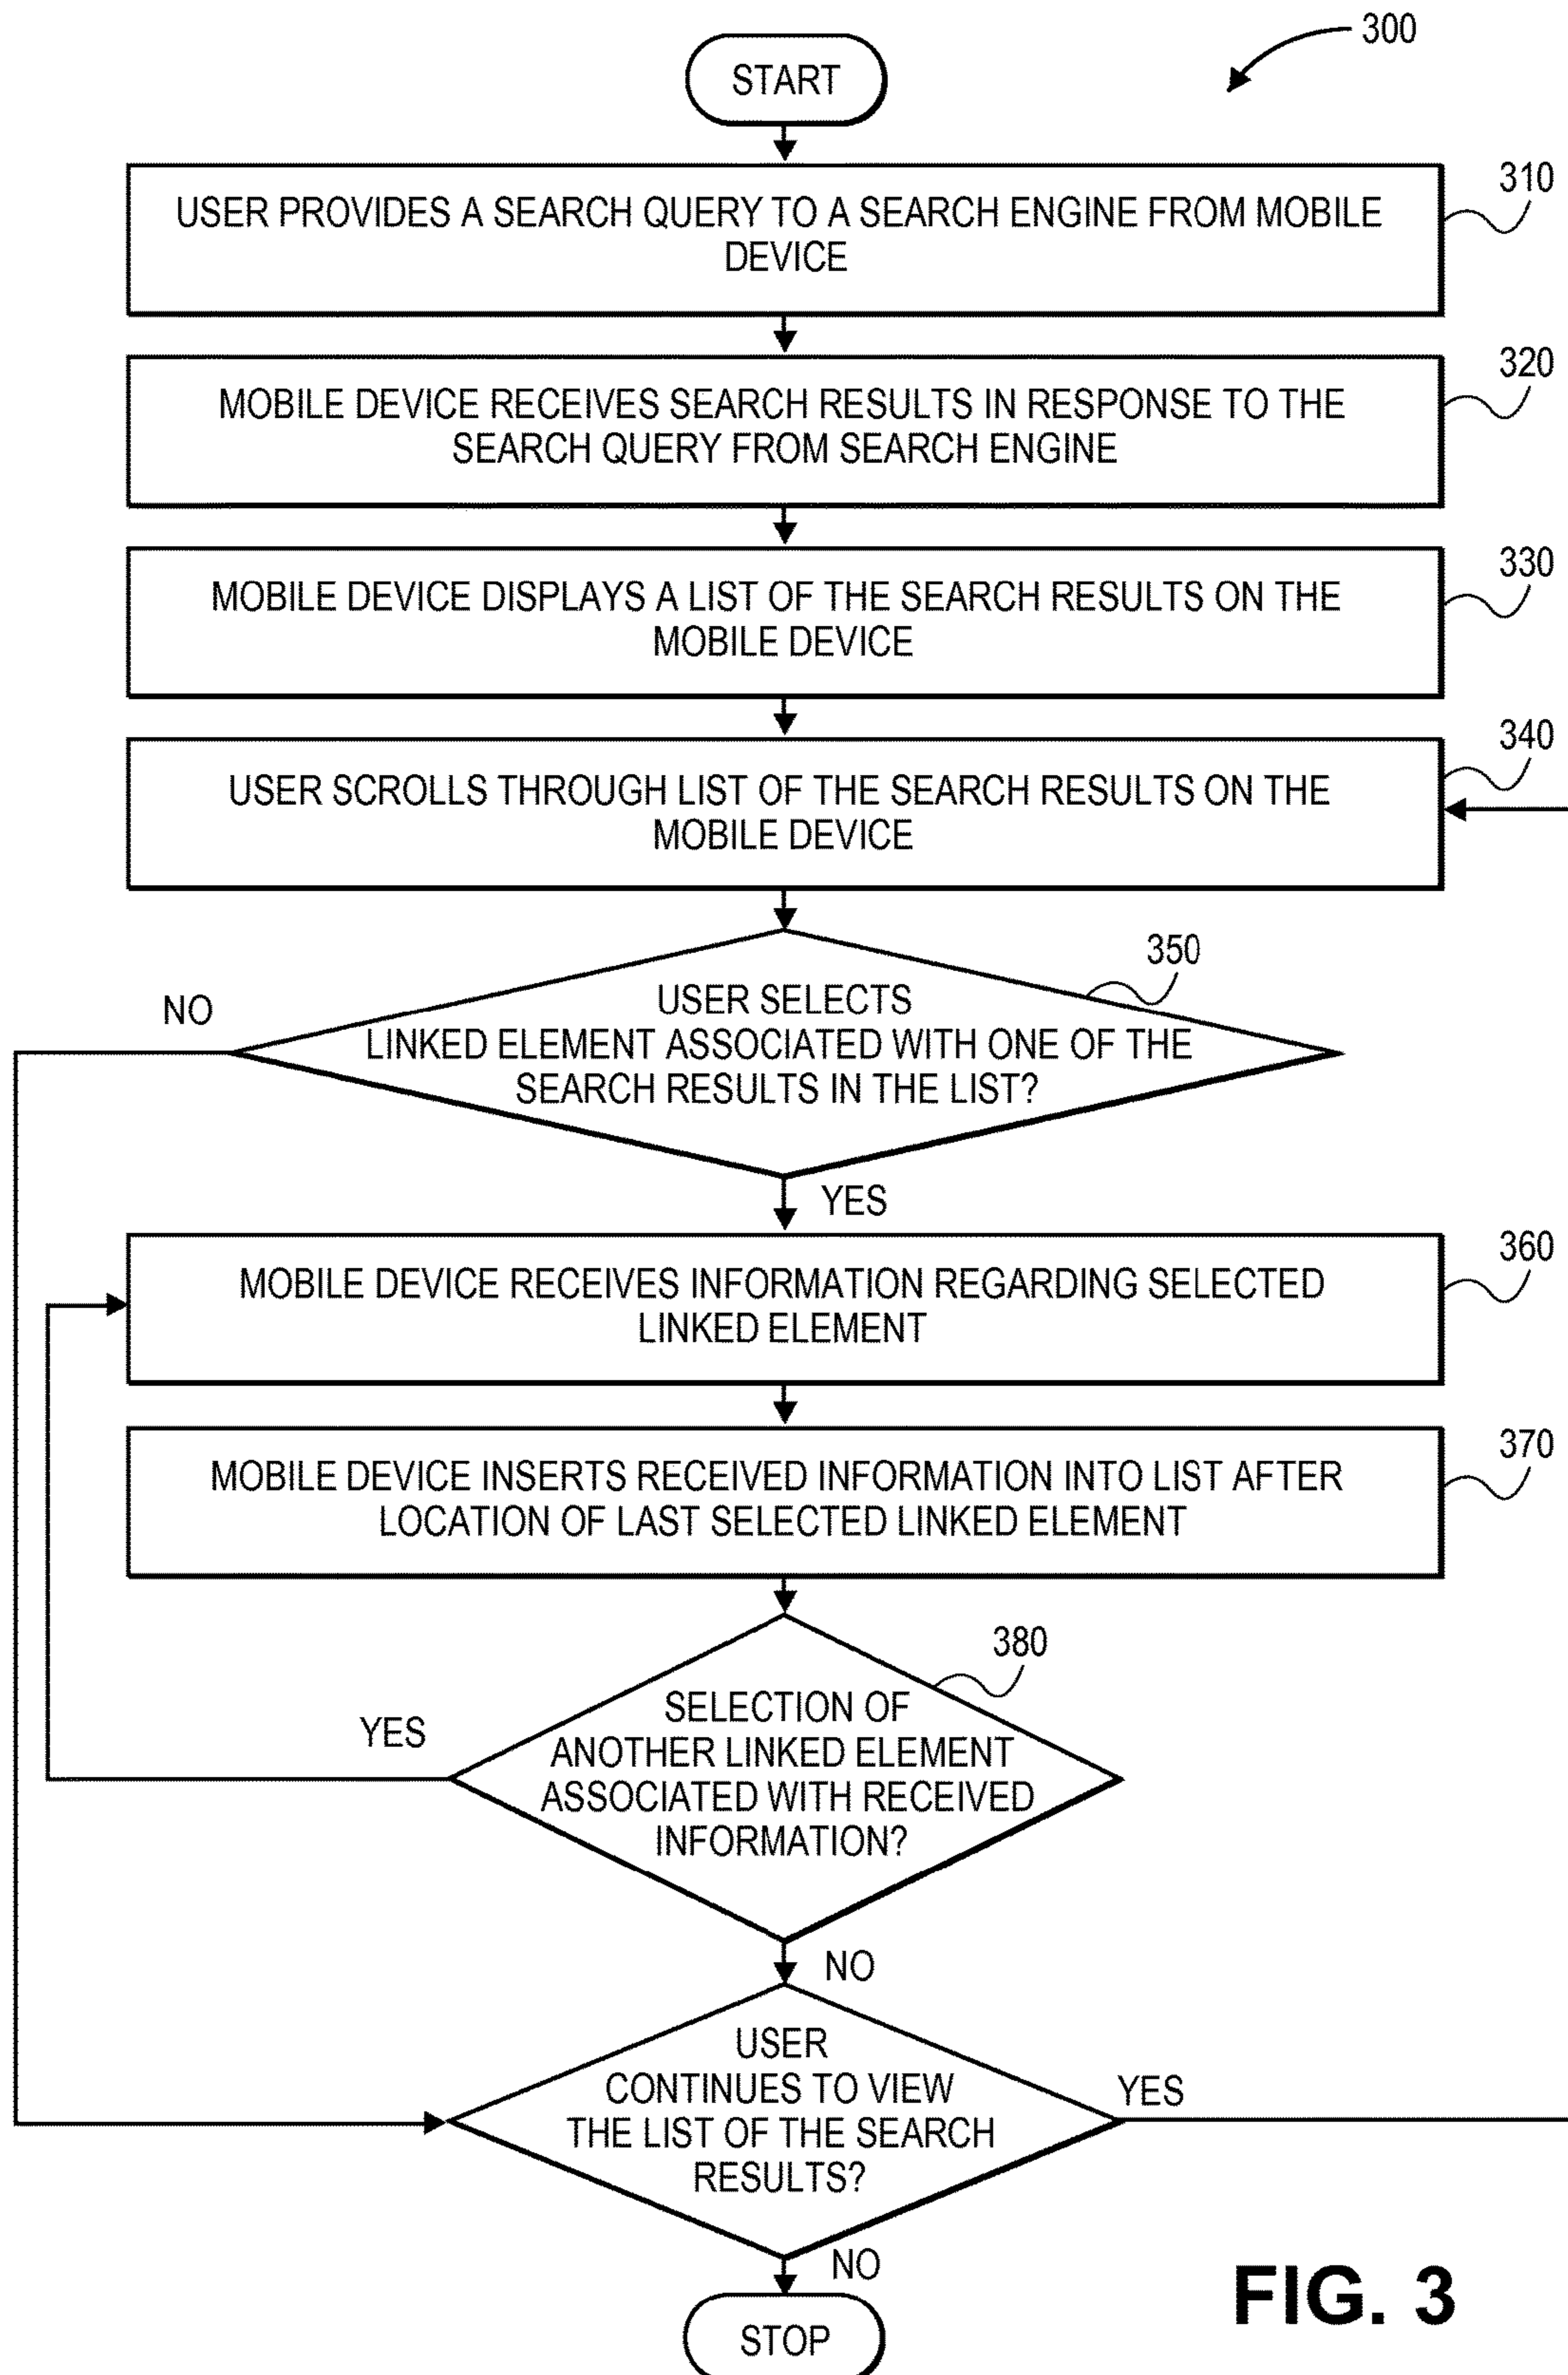 300
START
310
USER PROVIDES A SEARCH QUERY TO A SEARCH ENGINE FROM MOBILE
DEVICE
320
MOBILE DEVICE RECEIVES SEARCH RESULTS IN RESPONSE TO THE
SEARCH QUERY FROM SEARCH ENGINE
330
MOBILE DEVICE DISPLAYS A LIST OF THE SEARCH RESULTS ON THE
MOBILE DEVICE
340
USER SCROLLS THROUGH LIST OF THE SEARCH RESULTS ON THE
MOBILE DEVICE
350
NO
USER SELECTS
LINKED ELEMENT ASSOCIATED WITH ONE OF THE
SEARCH RESULTS IN THE LIST?
YES
360
MOBILE DEVICE RECEIVES INFORMATION REGARDING SELECTED
LINKED ELEMENT
370
MOBILE DEVICE INSERTS RECEIVED INFORMATION INTO LIST AFTER
LOCATION OF LAST SELECTED LINKED ELEMENT
380
YES
SELECTION OF
ANOTHER LINKED ELEMENT
ASSOCIATED WITH RECEIVED
INFORMATION?
NO
USER
CONTINUES TO VIEW
THE LIST OF THE SEARCH
RESULTS?
YES
NO
STOP
FIG. 3